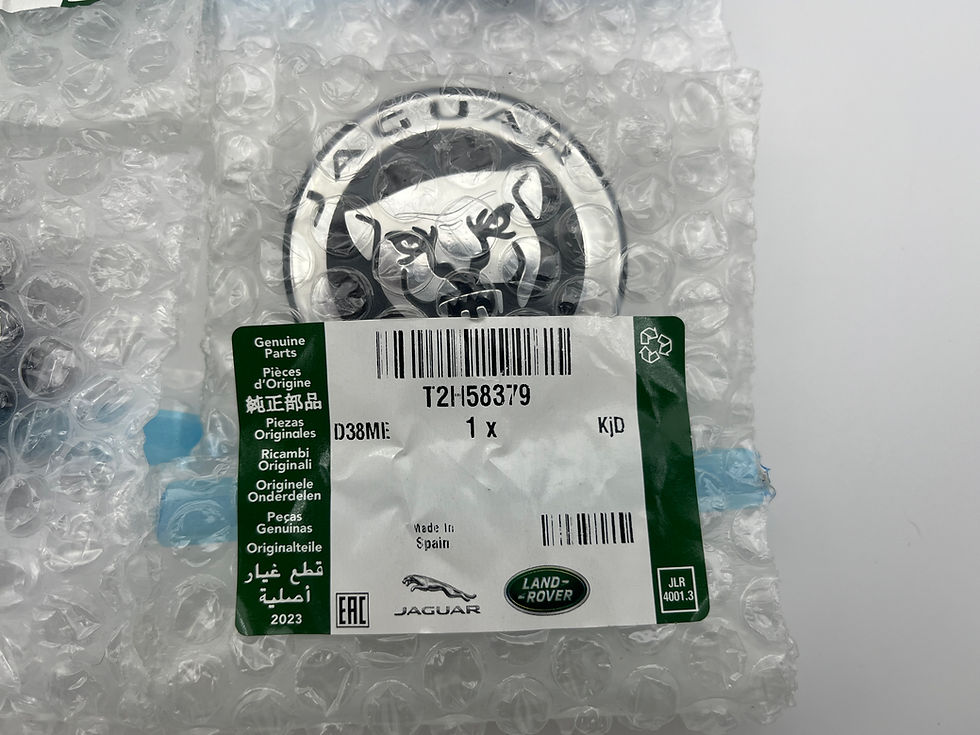 JAGUAR
Genuine
Parts
Pièces
d'Origine
純正部品
Piezas
Originales
Ricambi
Originali
Originele
Onderdelen
Peças
Genuínas
Originalteile
قطع غيار
أصلية
2023
T2H58379
D38ME 1 x KjD
Made In
Spain
EAC
JAGUAR
LAND-
-ROVER
JLR
4001.3